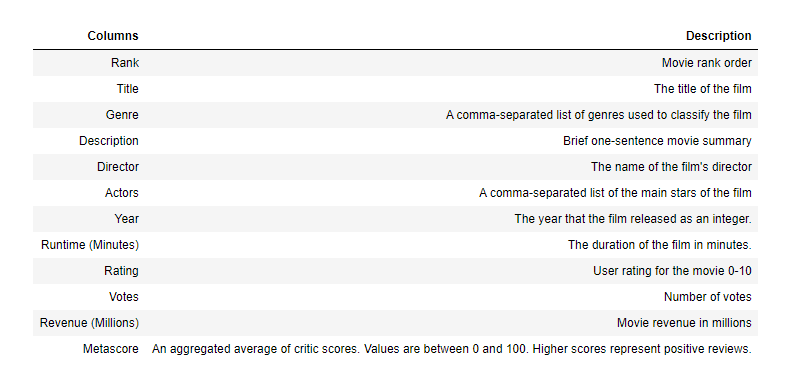 Columns Description
Rank Movie rank order
Title The title of the film
Genre A comma-separated list of genres used to classify the film
Description Brief one-sentence movie summary
Director The name of the film's director
Actors A comma-separated list of the main stars of the film
Year The year that the film released as an integer.
Runtime (Minutes) The duration of the film in minutes.
Rating User rating for the movie 0-10
Votes Number of votes
Revenue (Millions) Movie revenue in millions
Metascore An aggregated average of critic scores. Values are between 0 and 100. Higher scores represent positive reviews.